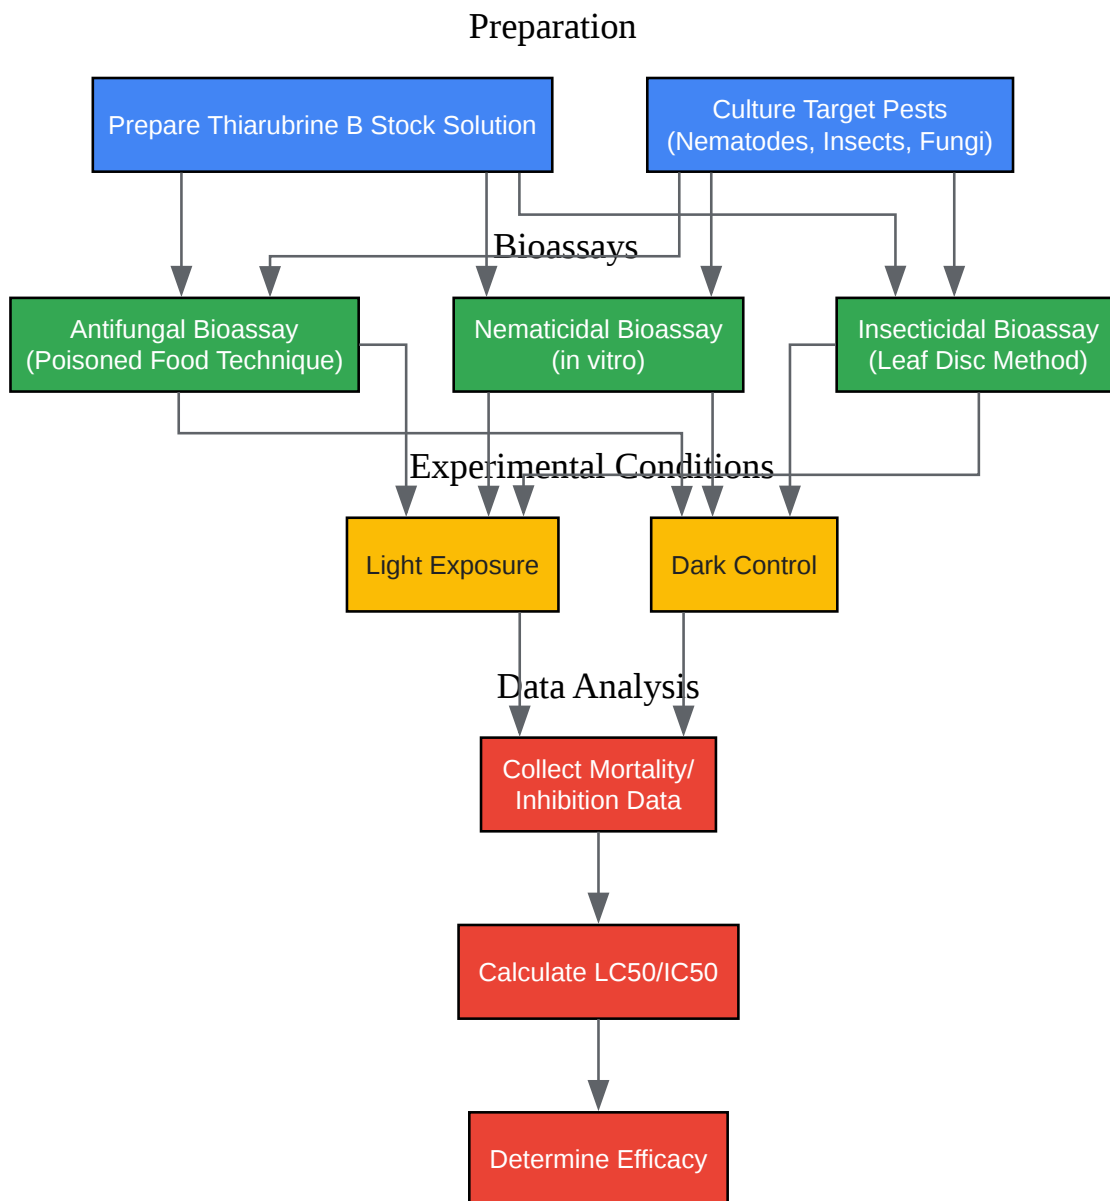 Preparation
Prepare Thiarubrine B Stock Solution
Culture Target Pests
(Nematodes, Insects, Fungi)
Bioassays
Antifungal Bioassay
(Poisoned Food Technique)
Nematicidal Bioassay
(in vitro)
Insecticidal Bioassay
(Leaf Disc Method)
Experimental Conditions
Light Exposure
Dark Control
Data Analysis
Collect Mortality/
Inhibition Data
Calculate LC50/IC50
Determine Efficacy